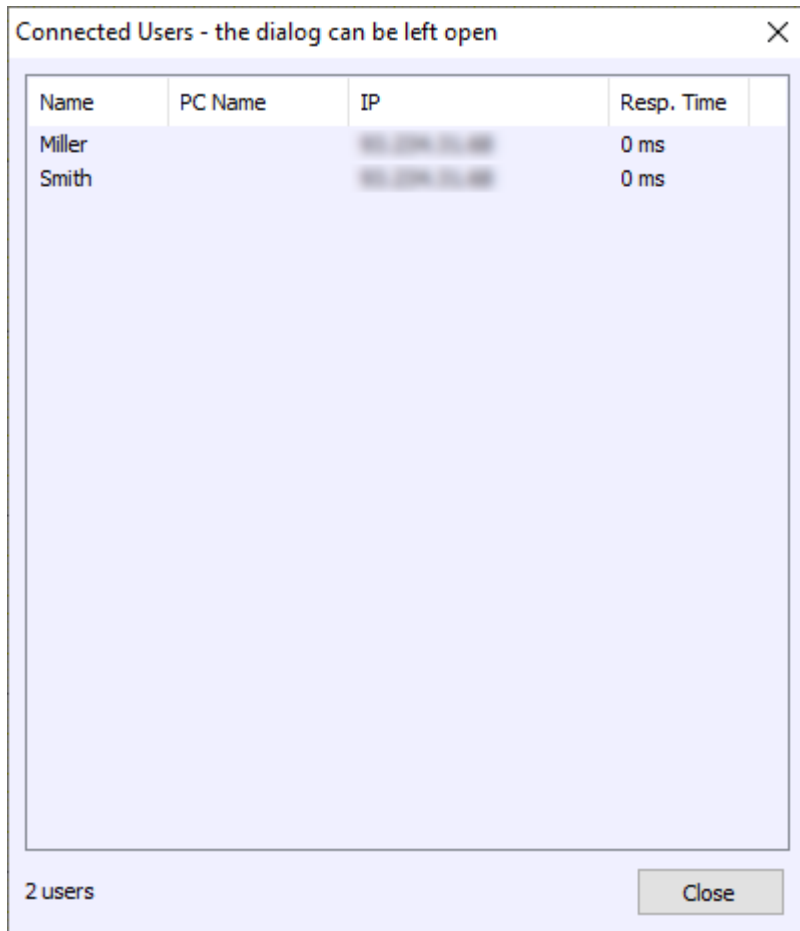 Connected Users - the dialog can be left open
Name PC Name IP Resp. Time
Miller 0 ms
Smith 0 ms
2 users Close